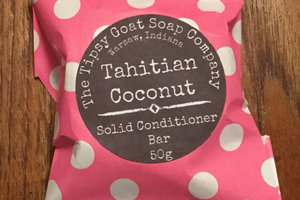 The Tipsy Goat Soap Company
Warsaw, Indiana
Tahitian
Coconut
Solid Conditioner
Bar
50g